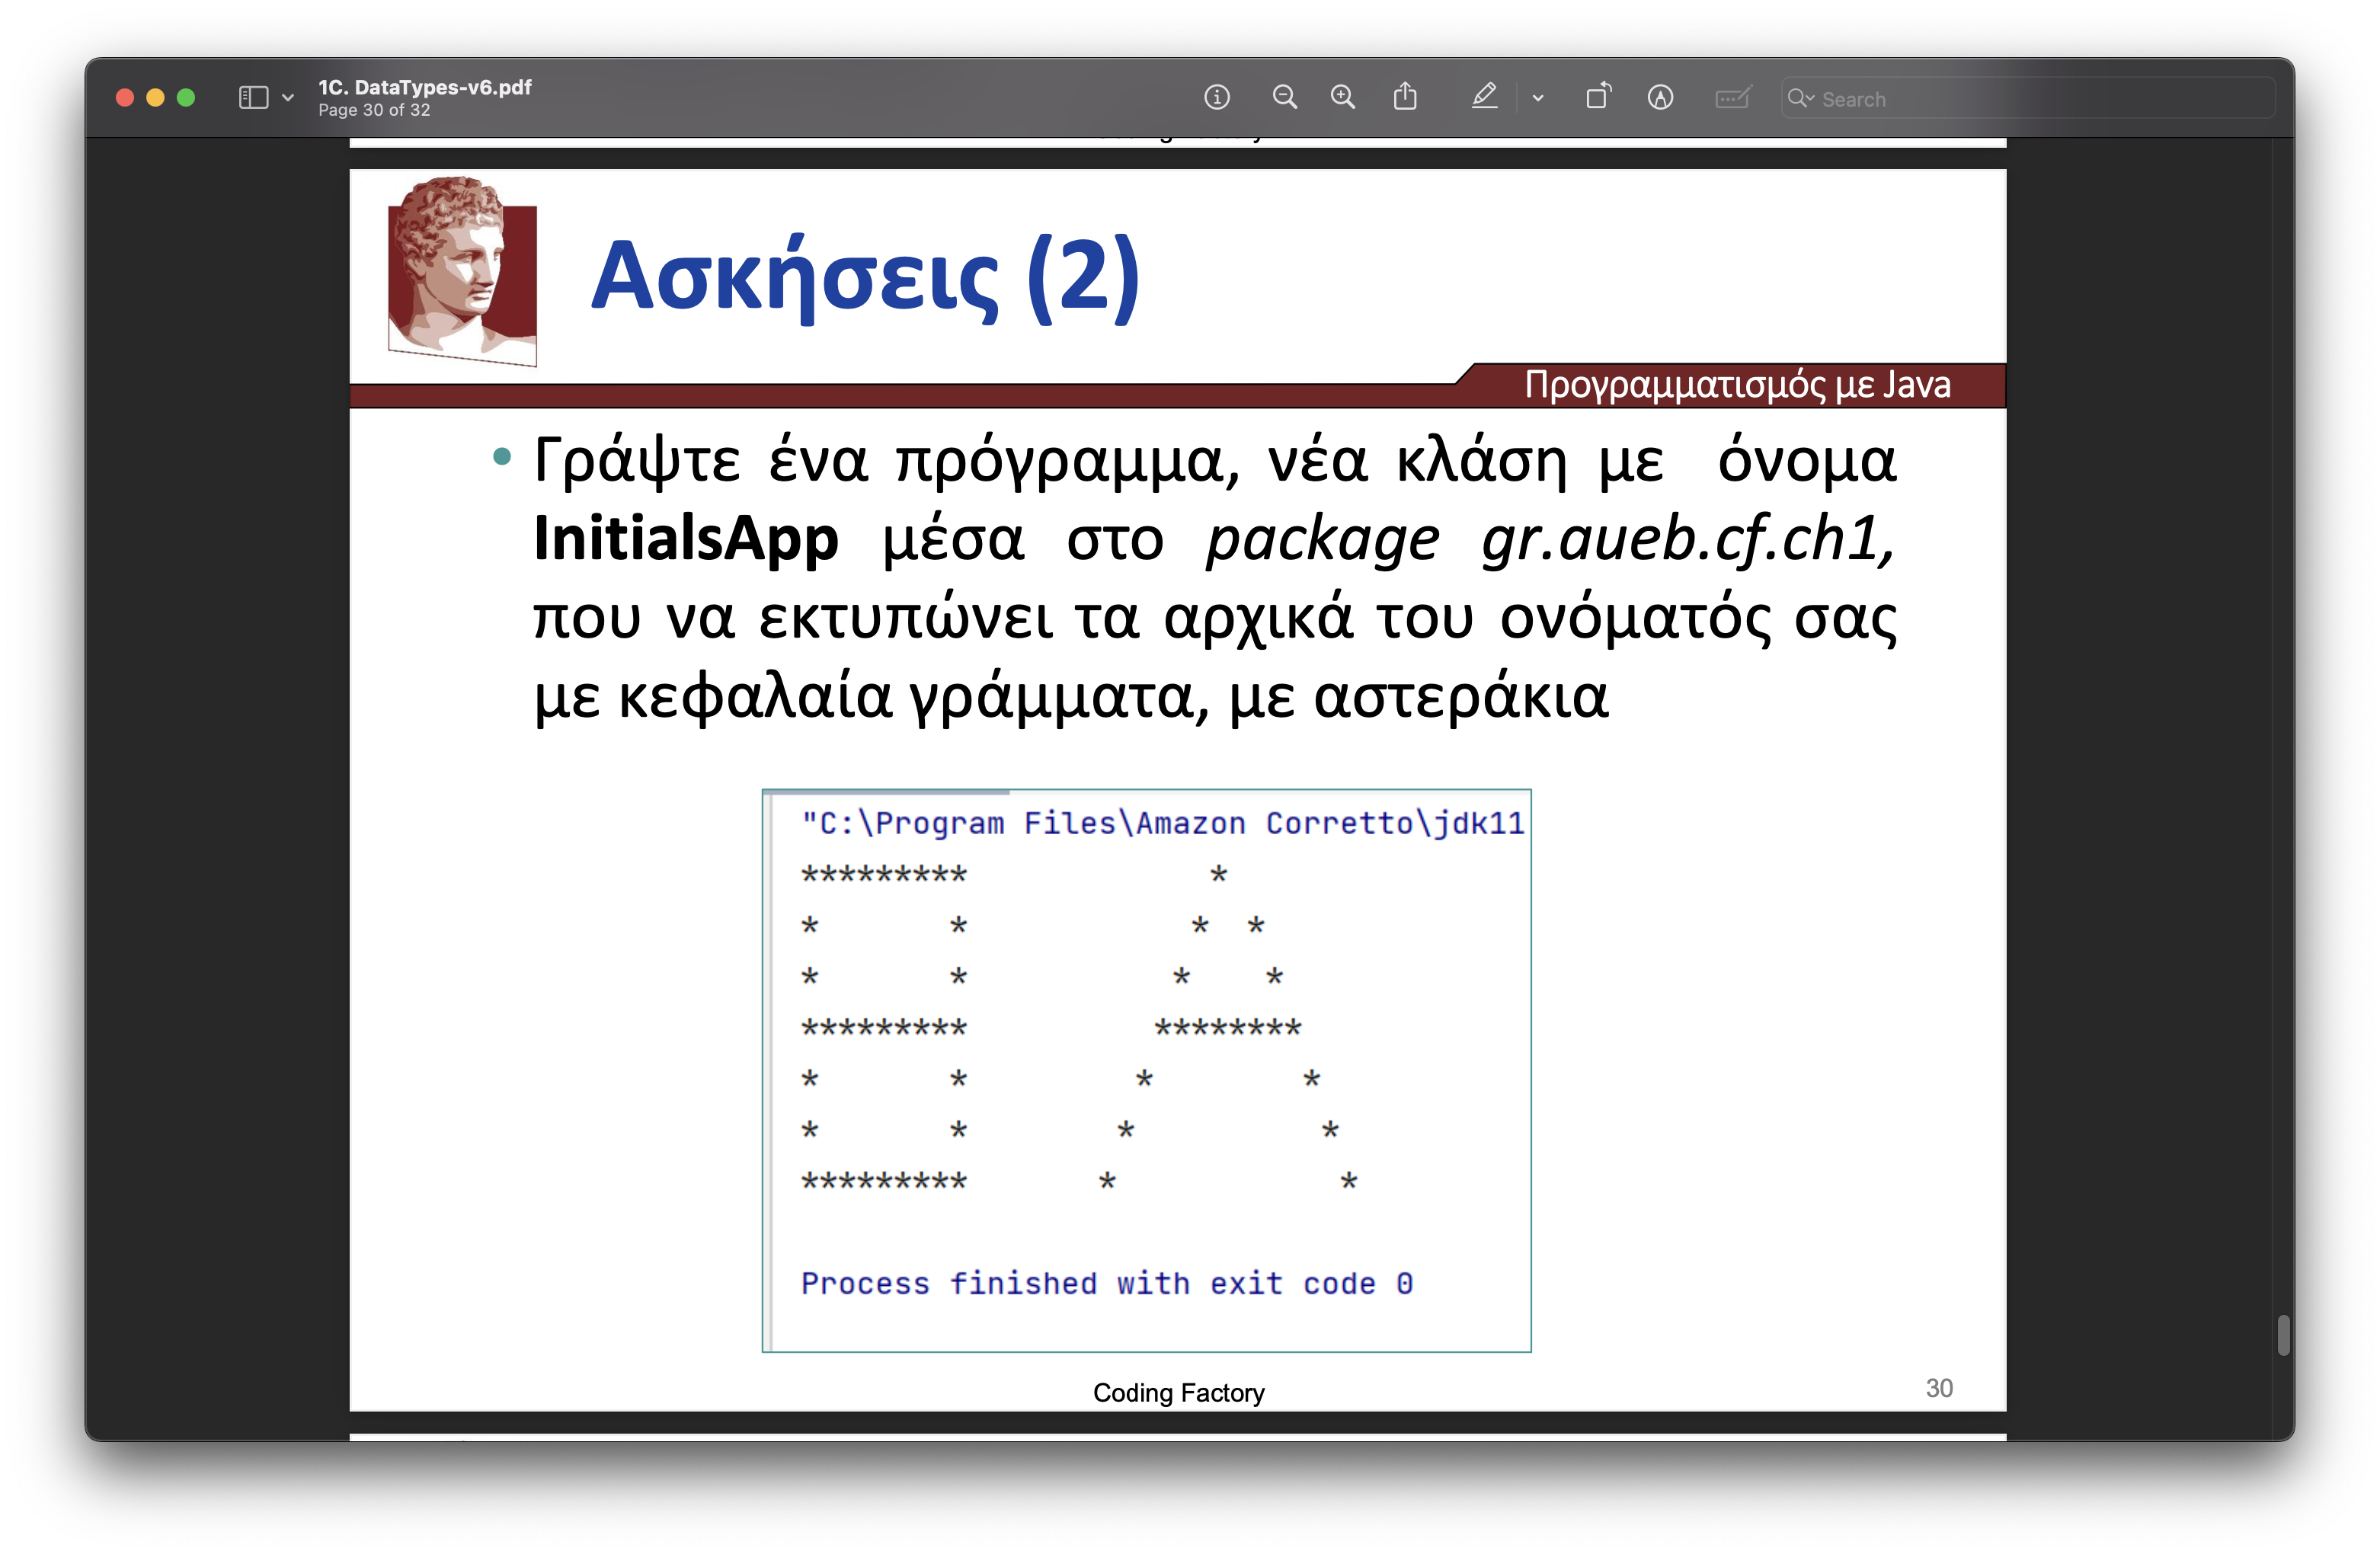 1C. DataTypes-v6.pdf
Page 30 of 32
Search
Ασκήσεις (2)
Προγραμματισμός με Java
• Γράψτε ένα πρόγραμμα, νέα κλάση με όνομα
InitialsApp μέσα στο package gr.aueb.cf.ch1,
που να εκτυπώνει τα αρχικά του ονόματός σας
με κεφαλαία γράμματα, με αστεράκια
"C:\Program Files\Amazon Corretto\jdk11
*********             *
*       *            *  *
*       *           *    *
*********          ********
*       *         *        *
*       *        *          *
*********       *            *
Process finished with exit code 0
Coding Factory
30